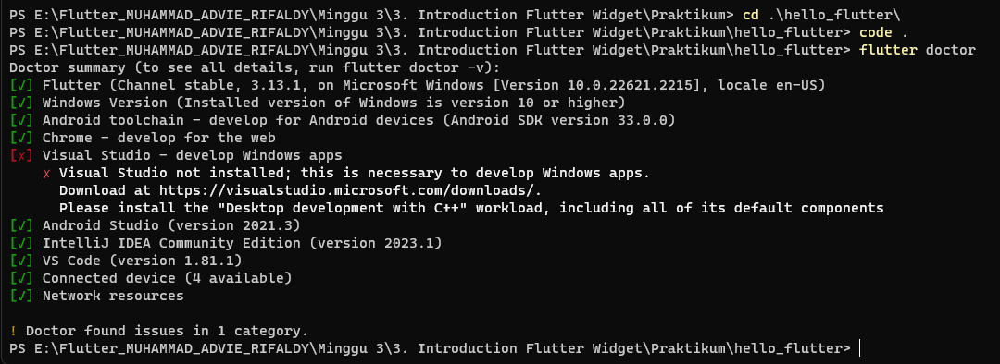 PS E:\Flutter_MUHAMMAD_ADVIE_RIFALDY\Minggu 3\3. Introduction Flutter Widget\Praktikum> cd .\hello_flutter\
PS E:\Flutter_MUHAMMAD_ADVIE_RIFALDY\Minggu 3\3. Introduction Flutter Widget\Praktikum\hello_flutter> code .
PS E:\Flutter_MUHAMMAD_ADVIE_RIFALDY\Minggu 3\3. Introduction Flutter Widget\Praktikum\hello_flutter> flutter doctor
Doctor summary (to see all details, run flutter doctor -v):
[√] Flutter (Channel stable, 3.13.1, on Microsoft Windows [Version 10.0.22621.2215], locale en-US)
[√] Windows Version (Installed version of Windows is version 10 or higher)
[√] Android toolchain - develop for Android devices (Android SDK version 33.0.0)
[√] Chrome - develop for the web
[X] Visual Studio - develop Windows apps
    X Visual Studio not installed; this is necessary to develop Windows apps.
      Download at https://visualstudio.microsoft.com/downloads/.
      Please install the "Desktop development with C++" workload, including all of its default components
[√] Android Studio (version 2021.3)
[√] IntelliJ IDEA Community Edition (version 2023.1)
[√] VS Code (version 1.81.1)
[√] Connected device (4 available)
[√] Network resources

! Doctor found issues in 1 category.
PS E:\Flutter_MUHAMMAD_ADVIE_RIFALDY\Minggu 3\3. Introduction Flutter Widget\Praktikum\hello_flutter>